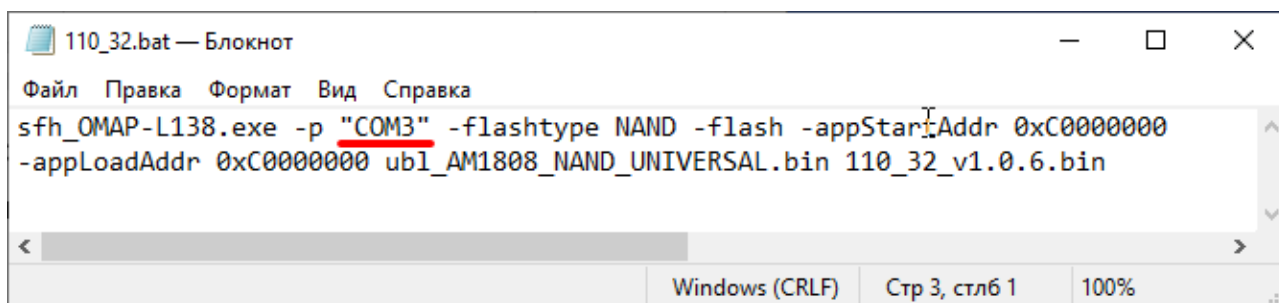 110_32.bat — Блокнот
Файл Правка Формат Вид Справка
sfh_OMAP-L138.exe -p "COM3" -flashtype NAND -flash -appStartAddr 0xC0000000
-appLoadAddr 0xC0000000 ubl_AM1808_NAND_UNIVERSAL.bin 110_32_v1.0.6.bin
Windows (CRLF) Стр 3, стлб 1 100%